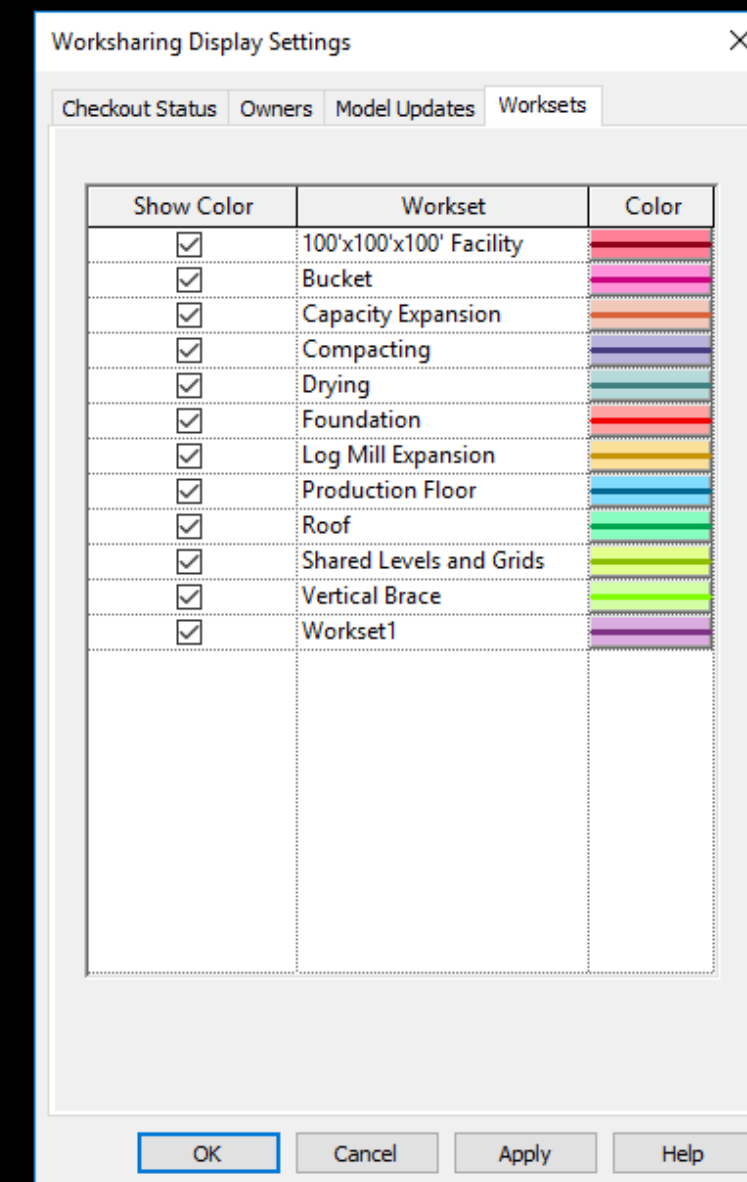 Worksharing Display Settings
Checkout Status Owners Model Updates Worksets
Show Color Workset Color
100'x100'x100' Facility
Bucket
Capacity Expansion
Compacting
Drying
Foundation
Log Mill Expansion
Production Floor
Roof
Shared Levels and Grids
Vertical Brace
Workset1
OK Cancel Apply Help